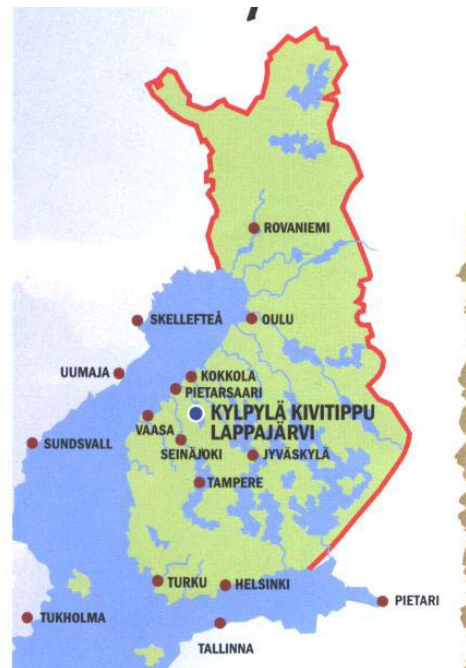 ROVANIEMI
SKELLEFTEÅ
OULU
UUMAJA
KOKKOLA
PIETARSAARI
KYLPYLÄ KIVITIPPU
LAPPAJÄRVI
VAASA
SUNDSVALL
SEINÄJOKI
JYVÄSKYLÄ
TAMPERE
TURKU
HELSINKI
PIETARI
TUKHOLMA
TALLINNA